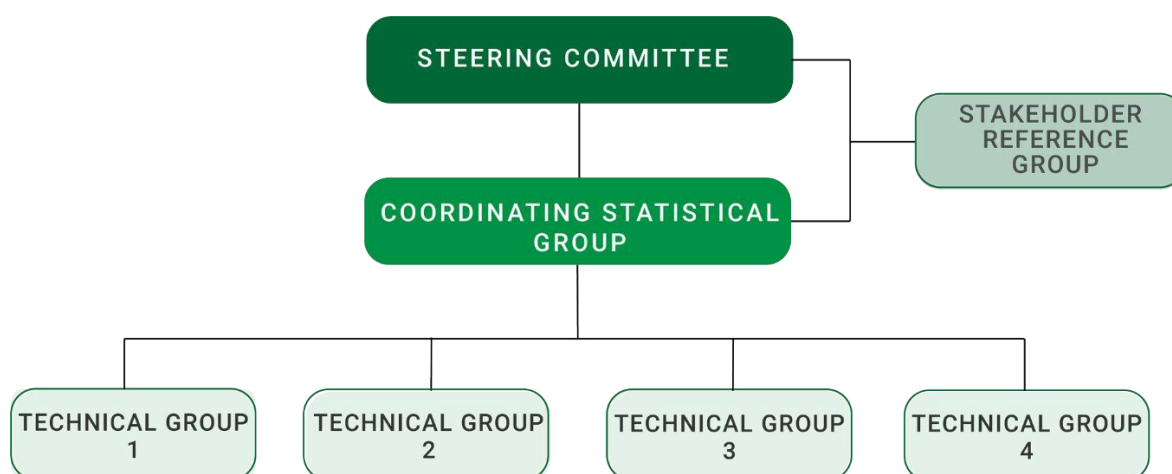 STEERING COMMITTEE
STAKEHOLDER
REFERENCE
GROUP
COORDINATING STATISTICAL
GROUP
TECHNICAL GROUP
1
TECHNICAL GROUP
2
TECHNICAL GROUP
3
TECHNICAL GROUP
4